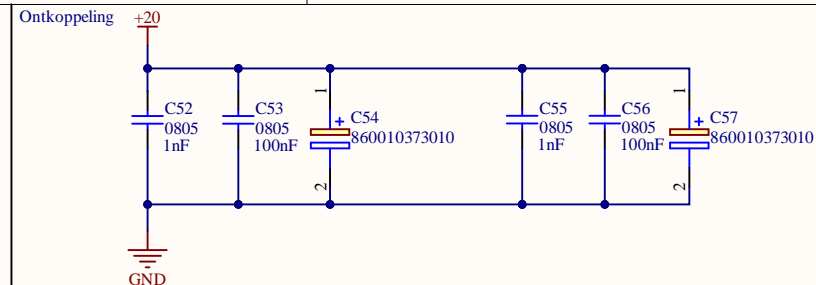 Ontkoppeling
+20
C52
0805
1nF
C53
0805
100nF
1
+
C54
860010373010
2
C55
0805
1nF
C56
0805
100nF
1
+
C57
860010373010
2
GND